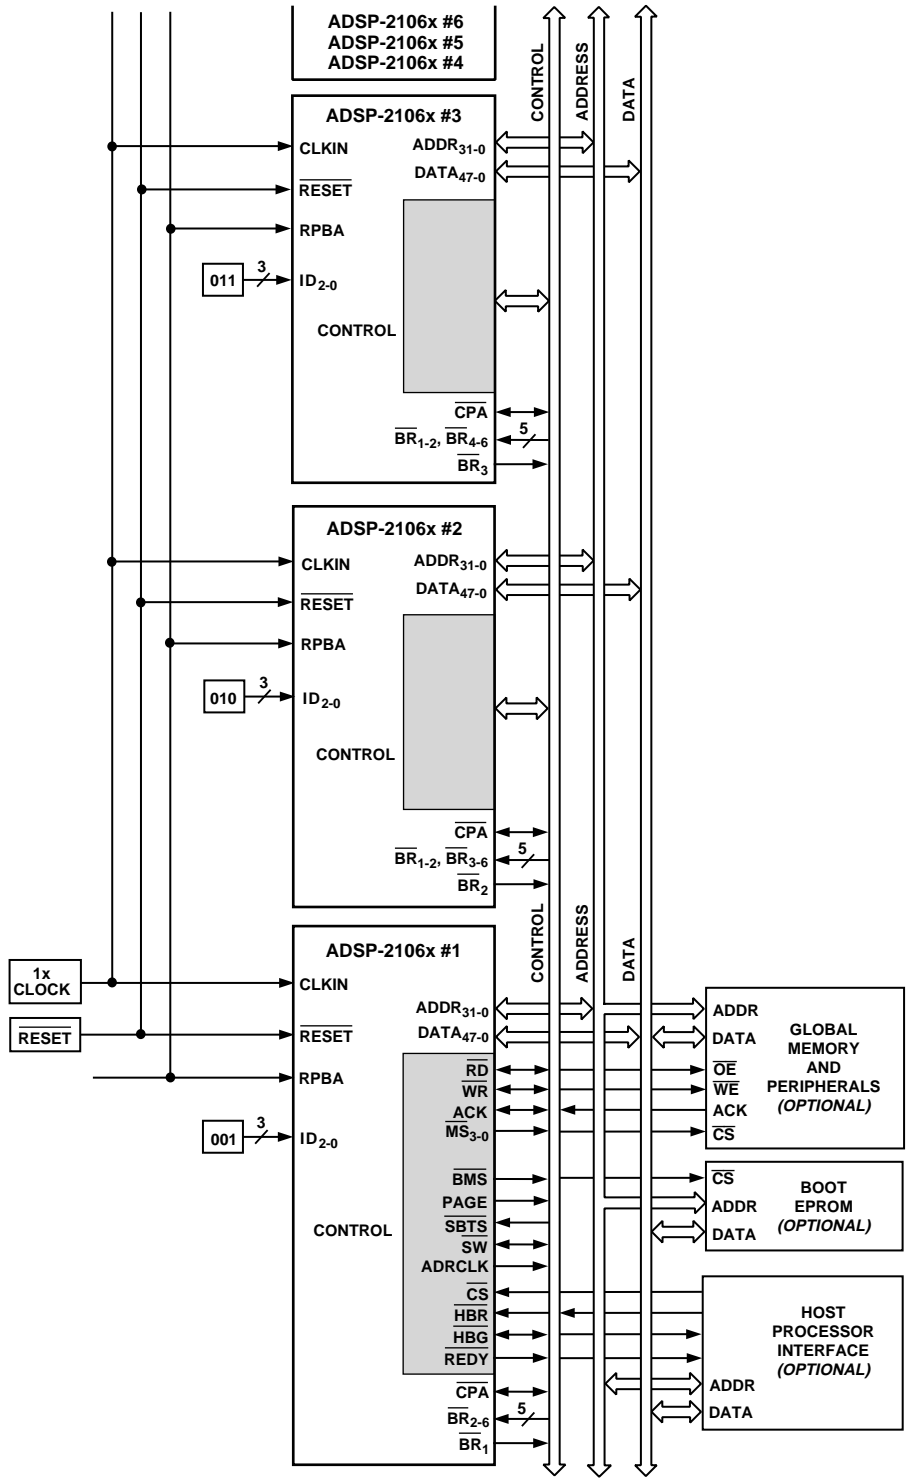 ADSP-2106x #6
ADSP-2106x #5
ADSP-2106x #4
CONTROL
ADDRESS
DATA
ADSP-2106x #3
CLKIN
ADDR31-0
DATA47-0
RESET
RPBA
011
3
ID2-0
CONTROL
CPA
BR1-2, BR4-6
5
BR3
ADSP-2106x #2
CLKIN
ADDR31-0
DATA47-0
RESET
RPBA
010
3
ID2-0
CONTROL
CPA
BR1-2, BR3-6
5
BR2
CONTROL
ADDRESS
DATA
ADSP-2106x #1
1x
CLOCK
CLKIN
ADDR31-0
RESET
RESET
DATA47-0
RPBA
001
3
ID2-0
CONTROL
RD
WR
ACK
MS3-0
BMS
PAGE
SBTS
SW
ADRCLK
CS
HBR
HBG
REDY
CPA
BR2-6
5
BR1
ADDR
DATA
OE
WE
ACK
CS
GLOBAL
MEMORY
AND
PERIPHERALS
(OPTIONAL)
CS
ADDR
DATA
BOOT
EPROM
(OPTIONAL)
HOST
PROCESSOR
INTERFACE
(OPTIONAL)
ADDR
DATA